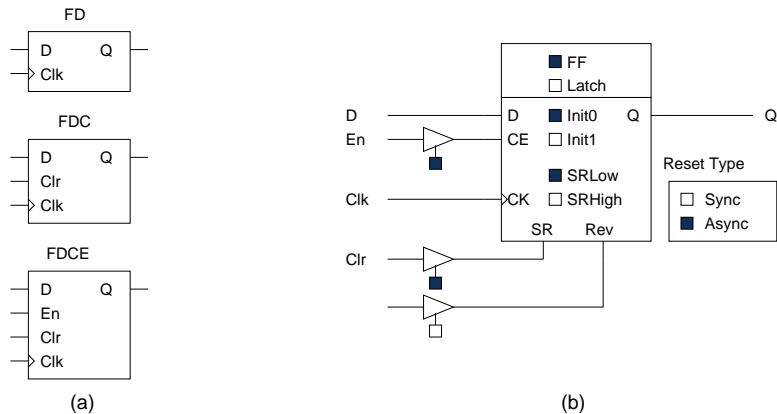 FD
D Q
Clk
FDC
D Q
Clr
Clk
FDCE
D Q
En
Clr
Clk
(a)
FF
Latch
D D Init0 Q Q
En CE Init1
SRLow
Clk CK SRHigh
SR Rev
Clr
Reset Type
Sync
Async
(b)